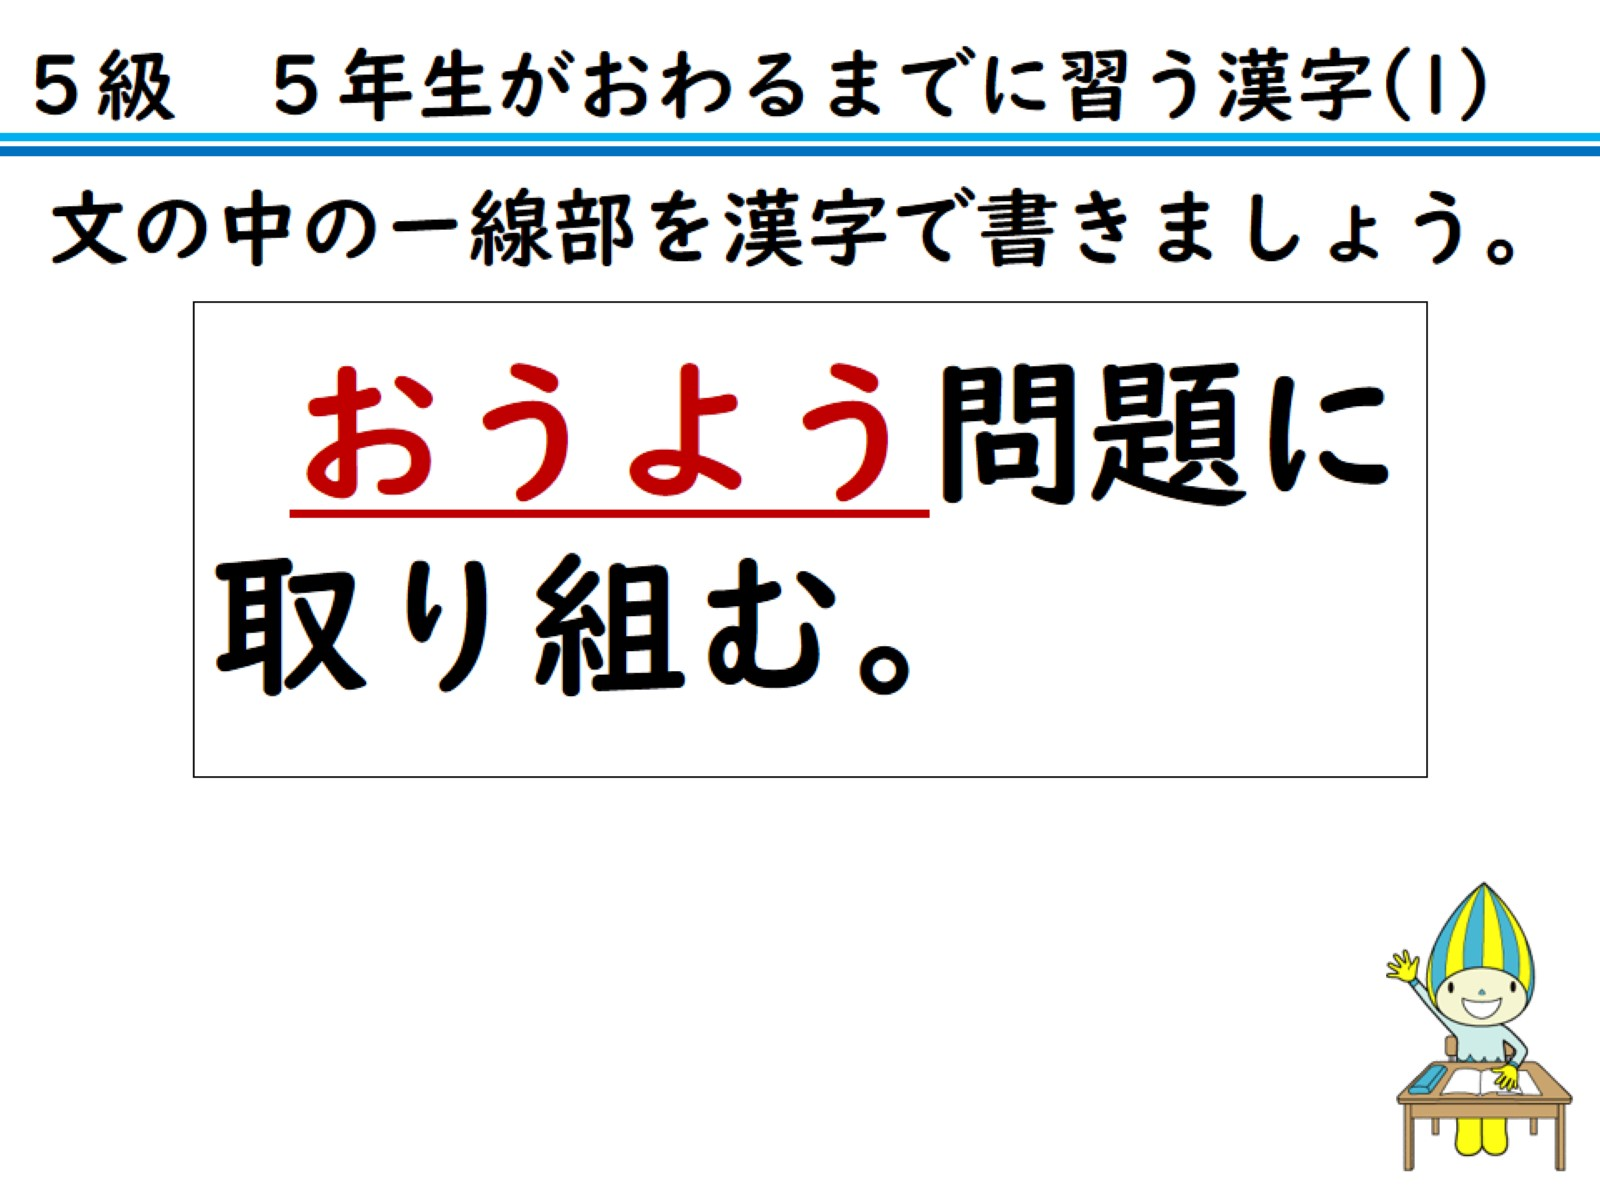 ５級　５年生がおわるまでに習う漢字(1)
文の中の一線部を漢字で書きましょう。
おうよう問題に
取り組む。